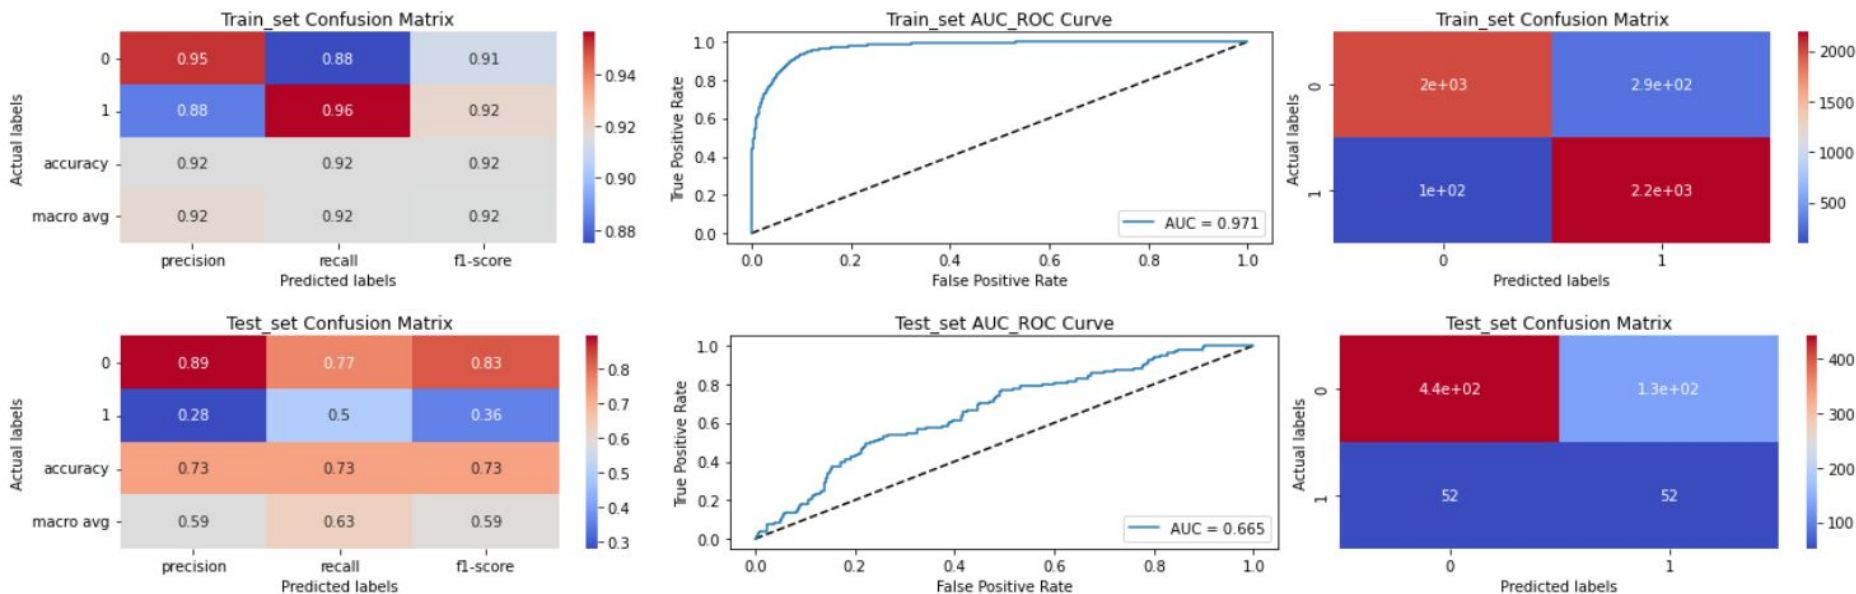 Train_set Confusion Matrix
Actual labels
0 0.95 0.88 0.91
1 0.88 0.96 0.92
accuracy 0.92 0.92 0.92
macro avg 0.92 0.92 0.92
precision recall f1-score
Predicted labels
0.94
0.92
0.90
0.88
Train_set AUC_ROC Curve
True Positive Rate
1.0
0.8
0.6
0.4
0.2
0.0
AUC = 0.971
0.0 0.2 0.4 0.6 0.8 1.0
False Positive Rate
Train_set Confusion Matrix
Actual labels
0 2e+03 2.9e+02
1 1e+02 2.2e+03
0 1
Predicted labels
2000
1500
1000
500
Test_set Confusion Matrix
Actual labels
0 0.89 0.77 0.83
1 0.28 0.5 0.36
accuracy 0.73 0.73 0.73
macro avg 0.59 0.63 0.59
precision recall f1-score
Predicted labels
0.8
0.7
0.6
0.5
0.4
0.3
Test_set AUC_ROC Curve
True Positive Rate
1.0
0.8
0.6
0.4
0.2
0.0
AUC = 0.665
0.0 0.2 0.4 0.6 0.8 1.0
False Positive Rate
Test_set Confusion Matrix
Actual labels
0 4.4e+02 1.3e+02
1 52 52
0 1
Predicted labels
400
300
200
100